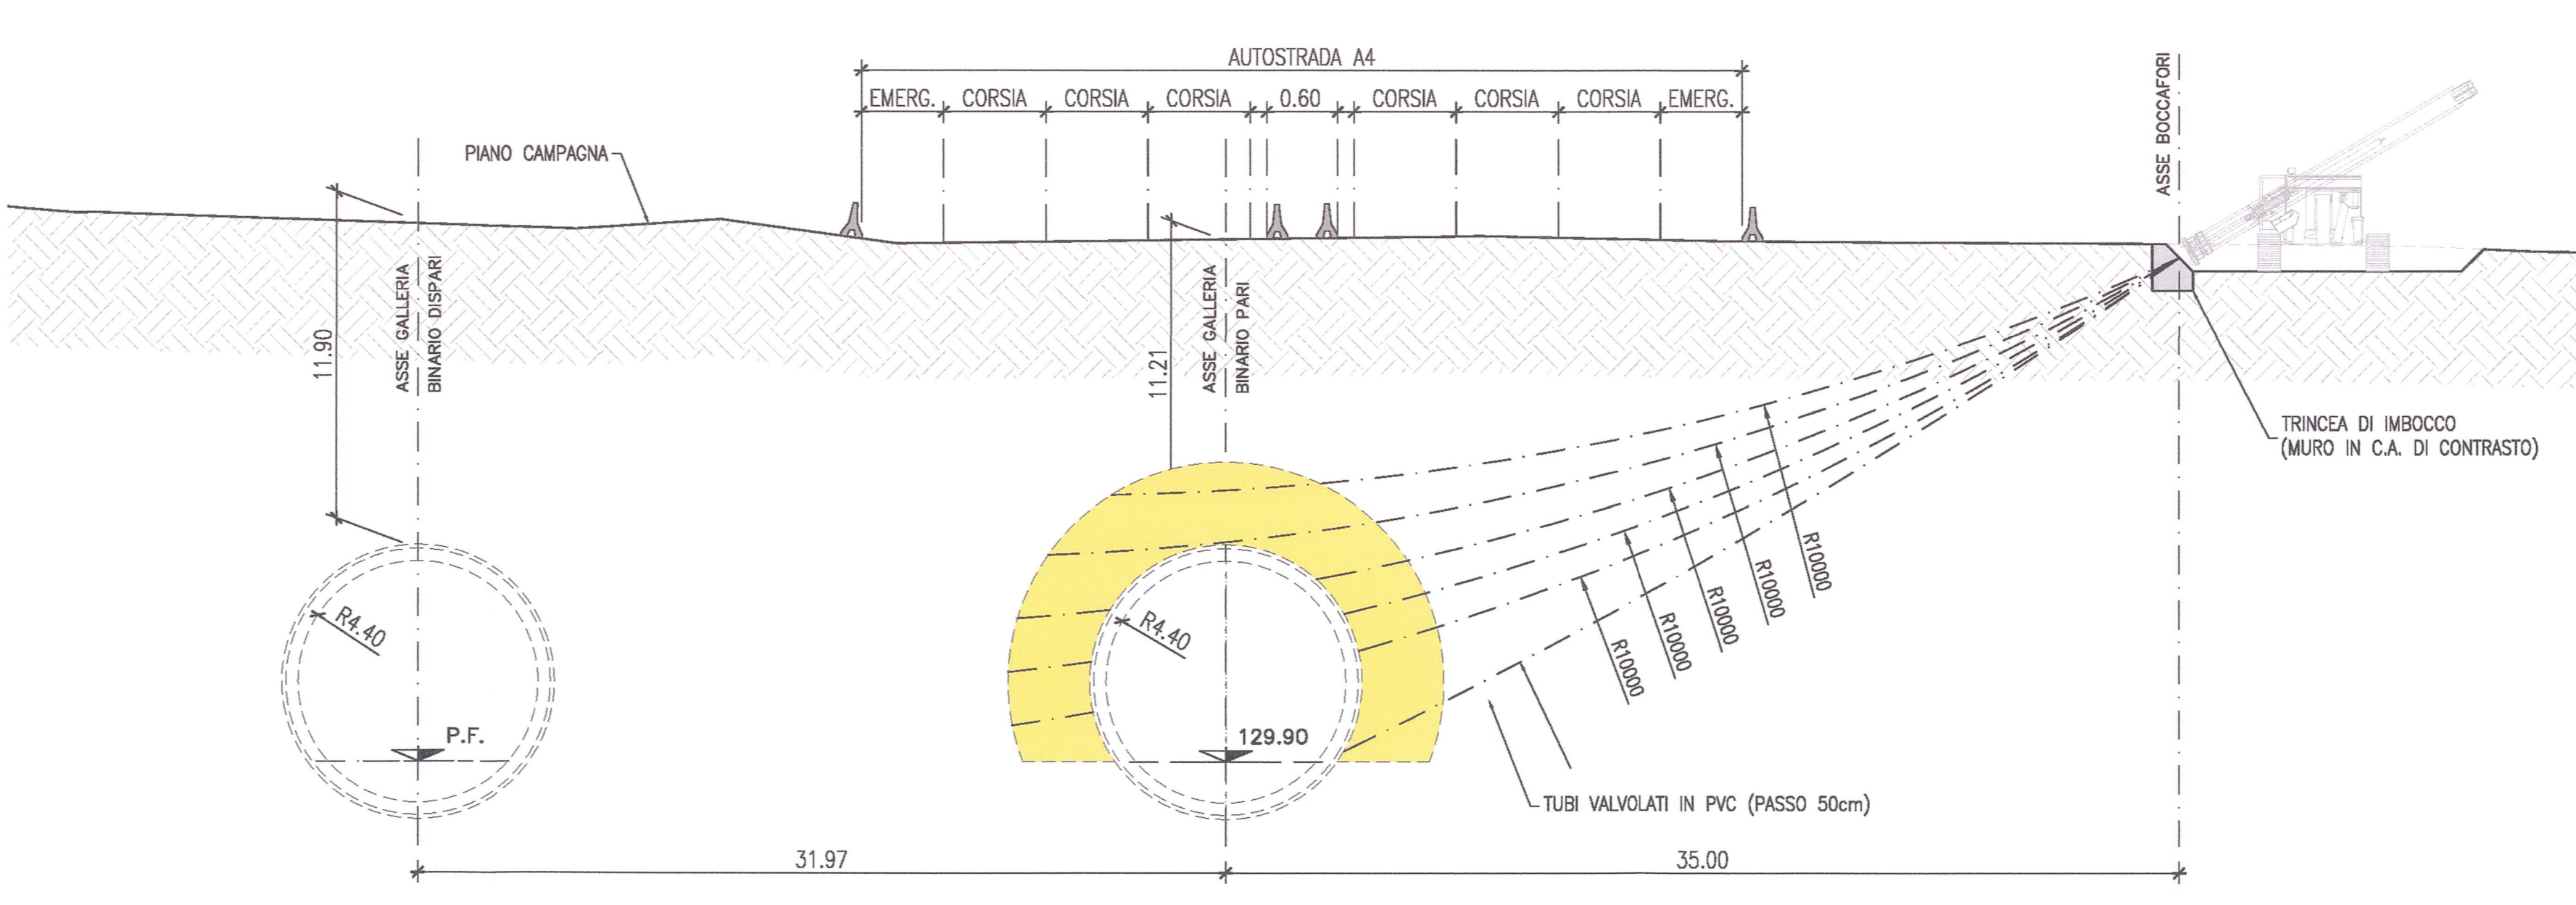 AUTOSTRADA A4
EMERG. CORSIA CORSIA CORSIA 0.60 CORSIA CORSIA CORSIA EMERG.
ASSE BOCCAFORI
PIANO CAMPAGNA
11.90
ASSE GALLERIA
BINARIO DISPARI
11.21
ASSE GALLERIA
BINARIO PARI
TRINCEA DI IMBOCCO
(MURO IN C.A. DI CONTRASTO)
R10000
R10000
R10000
R10000
R10000
R4.40
R4.40
P.F.
129.90
TUBI VALVOLATI IN PVC (PASSO 50cm)
31.97
35.00